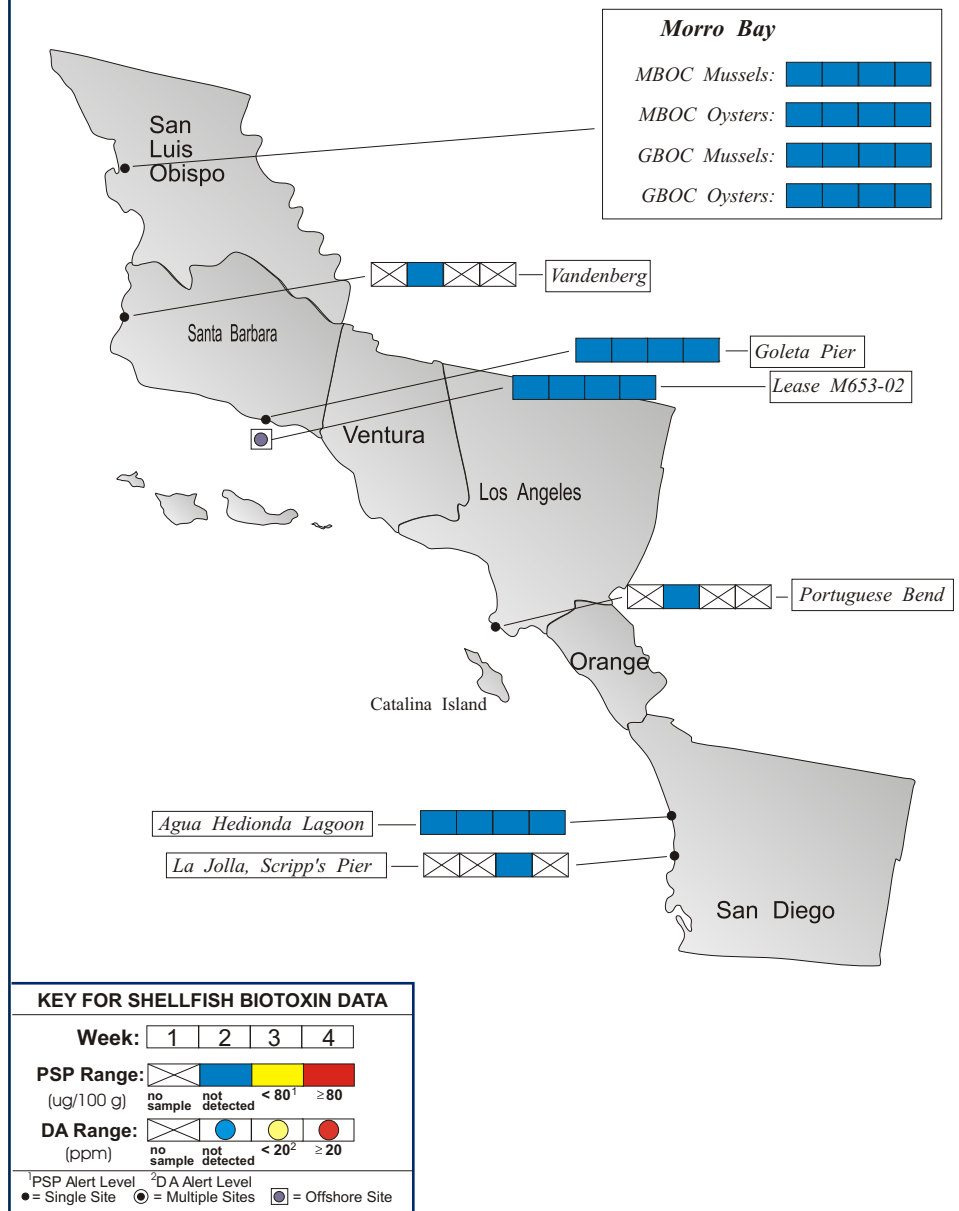 Morro Bay
MBOC Mussels:
MBOC Oysters:
GBOC Mussels:
GBOC Oysters:
San
Luis
Obispo
Vandenberg
Santa Barbara
Goleta Pier
Lease M653-02
Ventura
Los Angeles
Portuguese Bend
Orange
Catalina Island
Agua Hedionda Lagoon
La Jolla, Scripp's Pier
San Diego
KEY FOR SHELLFISH BIOTOXIN DATA
Week: 1 2 3 4
PSP Range:
(ug/100 g)
no sample not detected < 80¹ ≥80
DA Range:
(ppm)
no sample not detected < 20² ≥20
¹PSP Alert Level ²DA Alert Level
= Single Site = Multiple Sites = Offshore Site